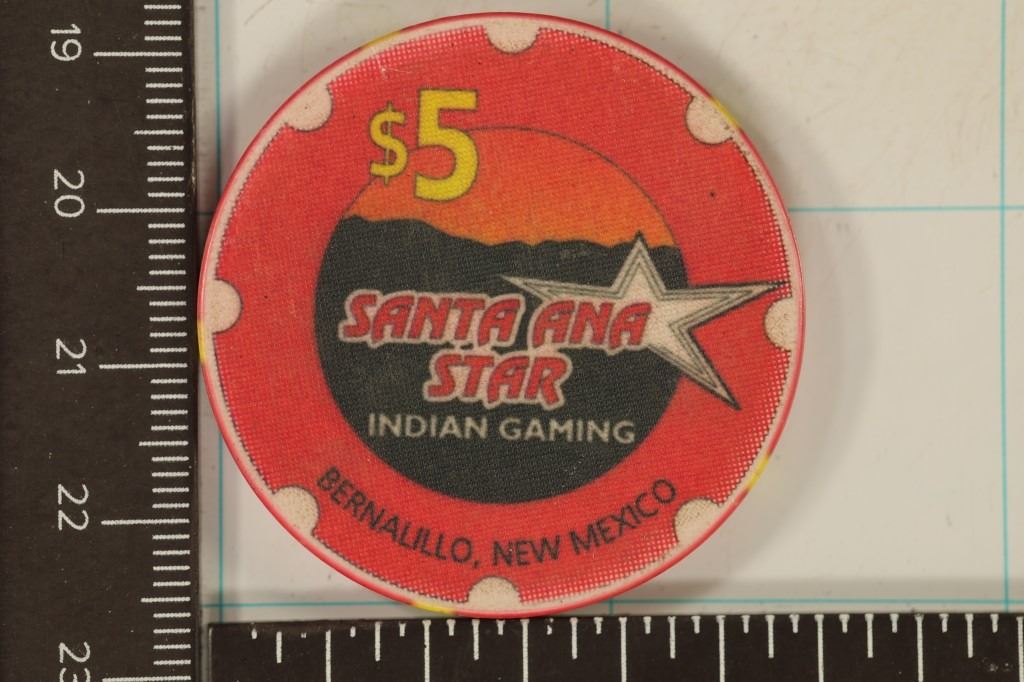 $5
SANTA ANA
STAR
INDIAN GAMING
BERNALILLO, NEW MEXICO
19
20
21
22
23